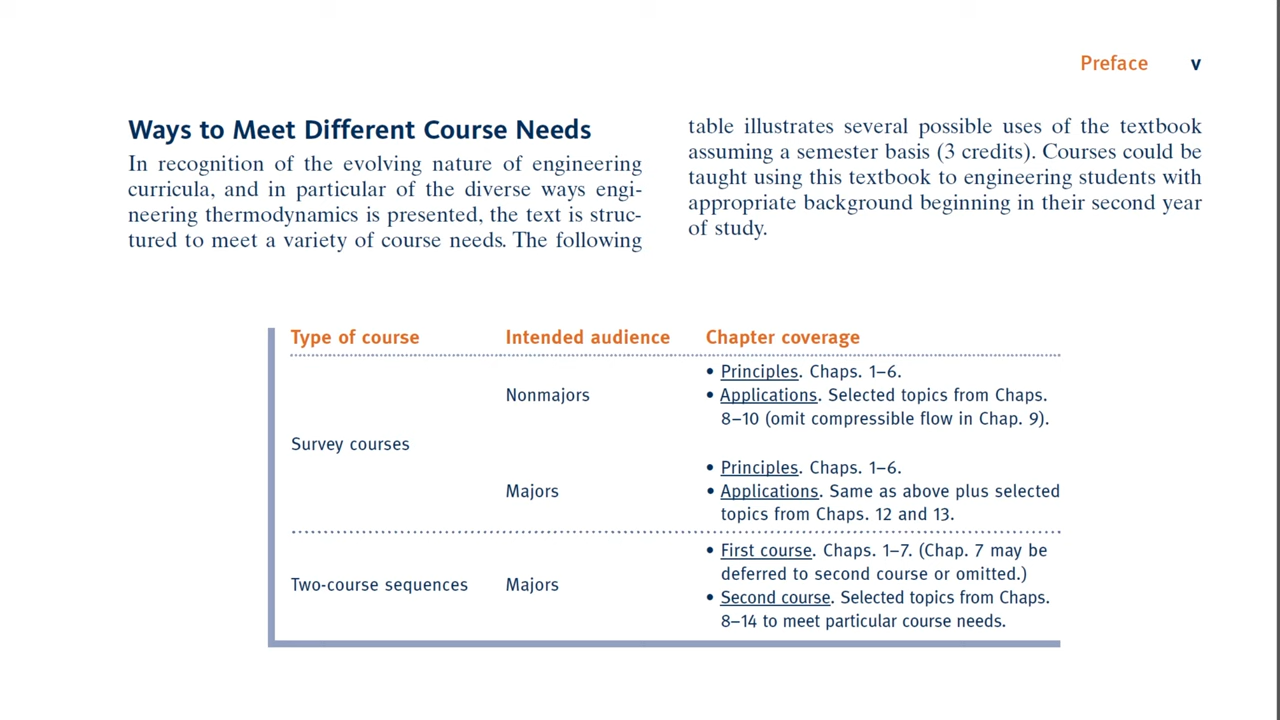 Preface v
Ways to Meet Different Course Needs
In recognition of the evolving nature of engineering
curricula, and in particular of the diverse ways engi-
neering thermodynamics is presented, the text is struc-
tured to meet a variety of course needs. The following
table illustrates several possible uses of the textbook
assuming a semester basis (3 credits). Courses could be
taught using this textbook to engineering students with
appropriate background beginning in their second year
of study.
Type of course Intended audience Chapter coverage
• Principles. Chaps. 1–6.
Nonmajors • Applications. Selected topics from Chaps.
8–10 (omit compressible flow in Chap. 9).
Survey courses
• Principles. Chaps. 1–6.
Majors • Applications. Same as above plus selected
topics from Chaps. 12 and 13.
• First course. Chaps. 1–7. (Chap. 7 may be
deferred to second course or omitted.)
Two-course sequences Majors
• Second course. Selected topics from Chaps.
8–14 to meet particular course needs.